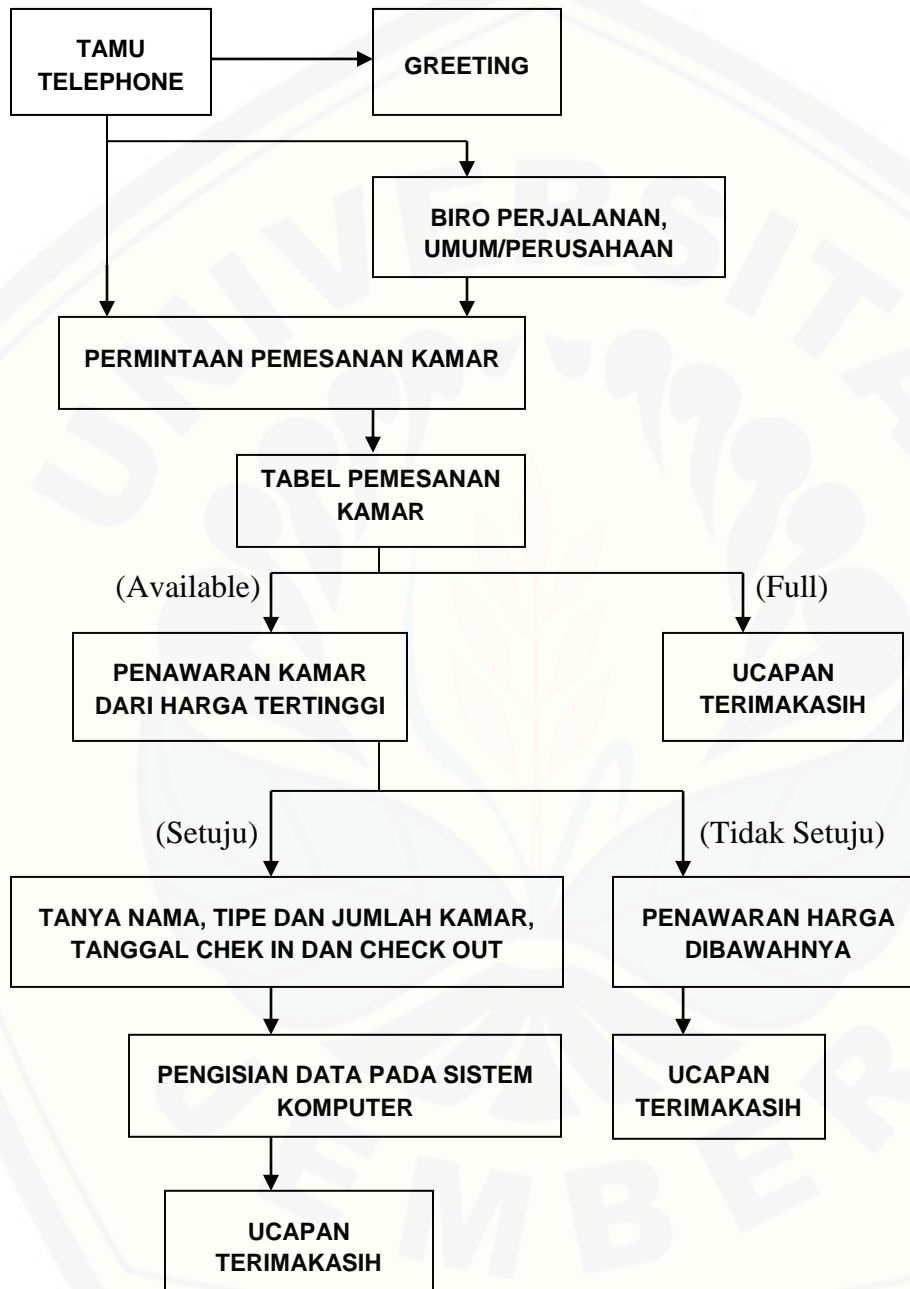 TAMU
TELEPHONE
GREETING
BIRO PERJALANAN,
UMUM/PERUSAHAAN
PERMINTAAN PEMESANAN KAMAR
TABEL PEMESANAN
KAMAR
(Available)
(Full)
PENAWARAN KAMAR
DARI HARGA TERTINGGI
UCAPAN
TERIMAKASIH
(Setuju)
(Tidak Setuju)
TANYA NAMA, TIPE DAN JUMLAH KAMAR,
TANGGAL CHEK IN DAN CHECK OUT
PENAWARAN HARGA
DIBAWAHNYA
PENGISIAN DATA PADA SISTEM
KOMPUTER
UCAPAN
TERIMAKASIH
UCAPAN
TERIMAKASIH
UNIVERSITA
EMBER